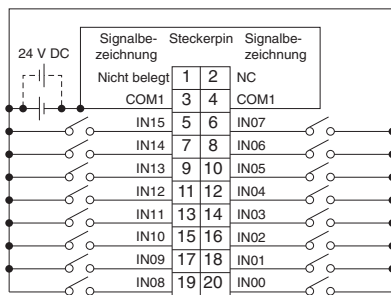 Signalbe- Steckerpin Signalbe-
zeichnung zeichnung
24 V DC
Nicht belegt 1 2 NC
COM1 3 4 COM1
IN15 5 6 IN07
IN14 7 8 IN06
IN13 9 10 IN05
IN12 11 12 IN04
IN11 13 14 IN03
IN10 15 16 IN02
IN09 17 18 IN01
IN08 19 20 IN00